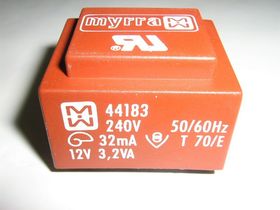 myrra
44183
240V 50/60Hz
32mA T 70/E
12V 3,2VA